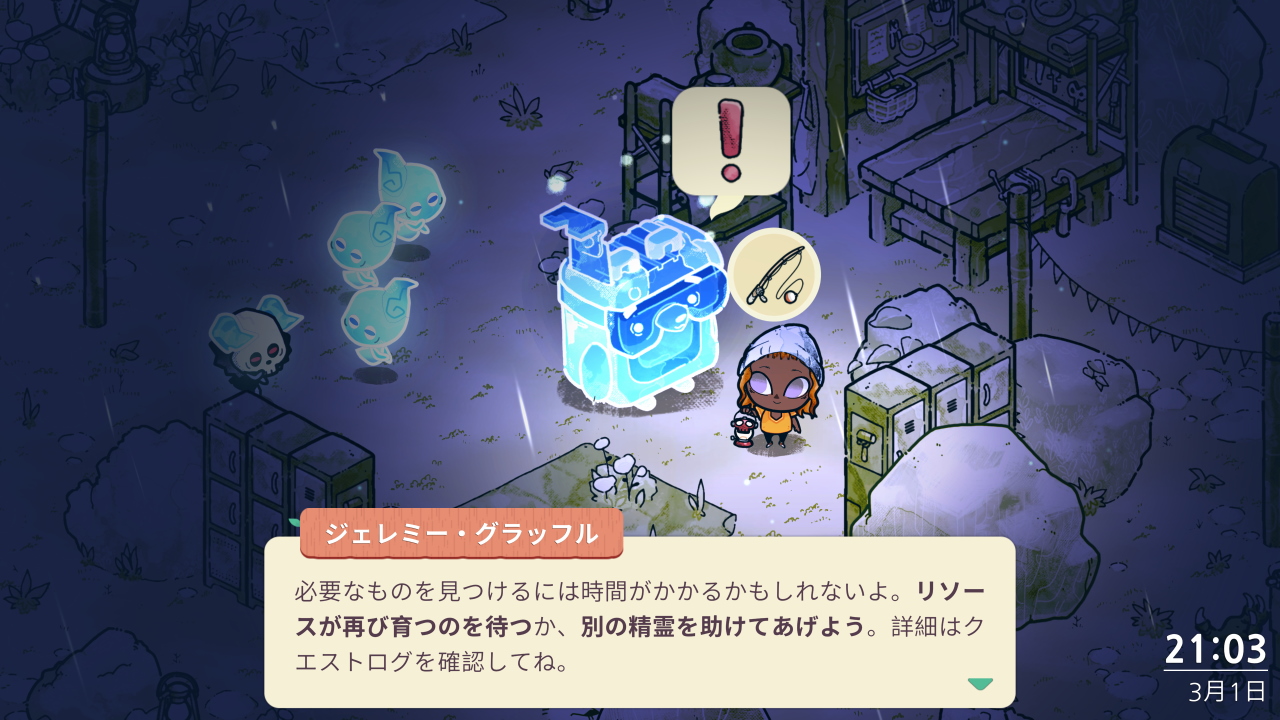 ジェレミー・グラッフル
必要なものを見つけるには時間がかかるかもしれないよ。リソー
スが再び育つのを待つか、別の精霊を助けてあげよう。詳細はク
エストログを確認してね。
21:03
3月1日